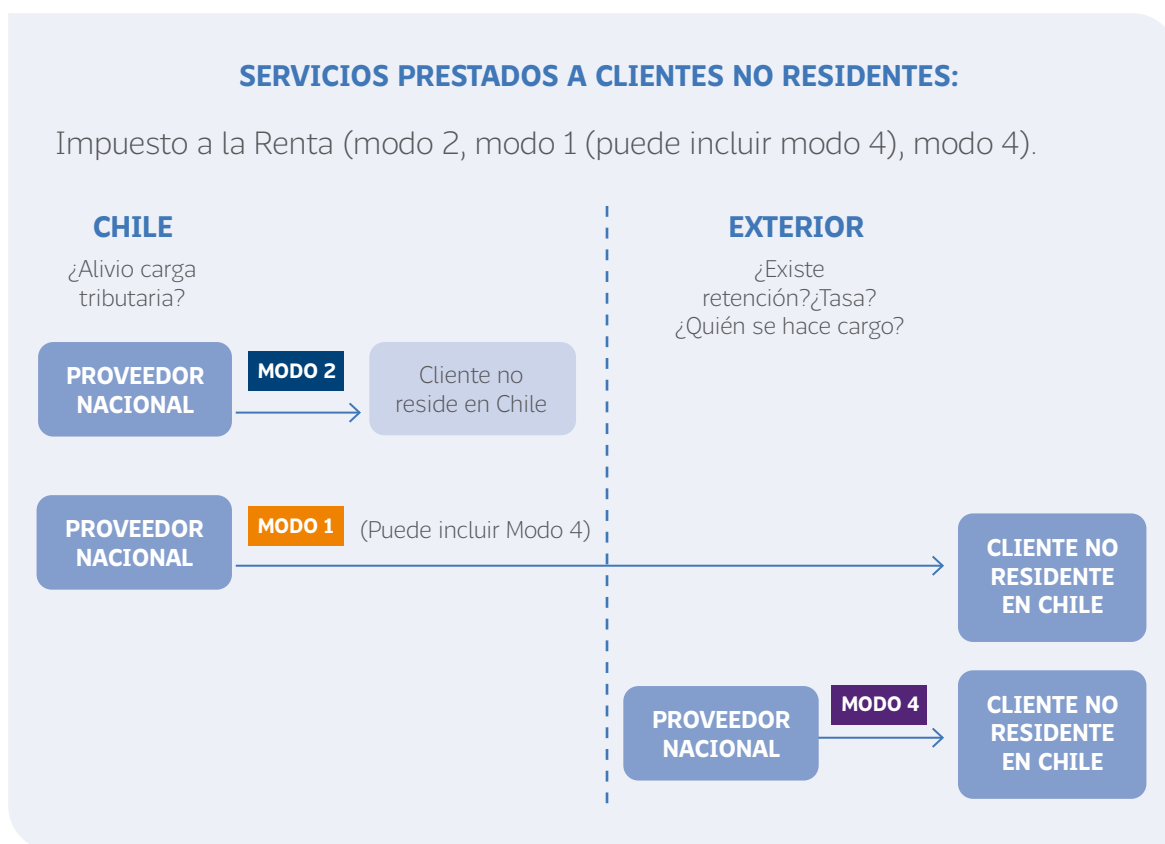 SERVICIOS PRESTADOS A CLIENTES NO RESIDENTES:
Impuesto a la Renta (modo 2, modo 1 (puede incluir modo 4), modo 4).
CHILE
¿Alivio carga
tributaria?
EXTERIOR
¿Existe
retención?¿Tasa?
¿Quién se hace cargo?
PROVEEDOR
NACIONAL
MODO 2
Cliente no
reside en Chile
PROVEEDOR
NACIONAL
MODO 1
(Puede incluir Modo 4)
CLIENTE NO
RESIDENTE
EN CHILE
PROVEEDOR
NACIONAL
MODO 4
CLIENTE NO
RESIDENTE
EN CHILE